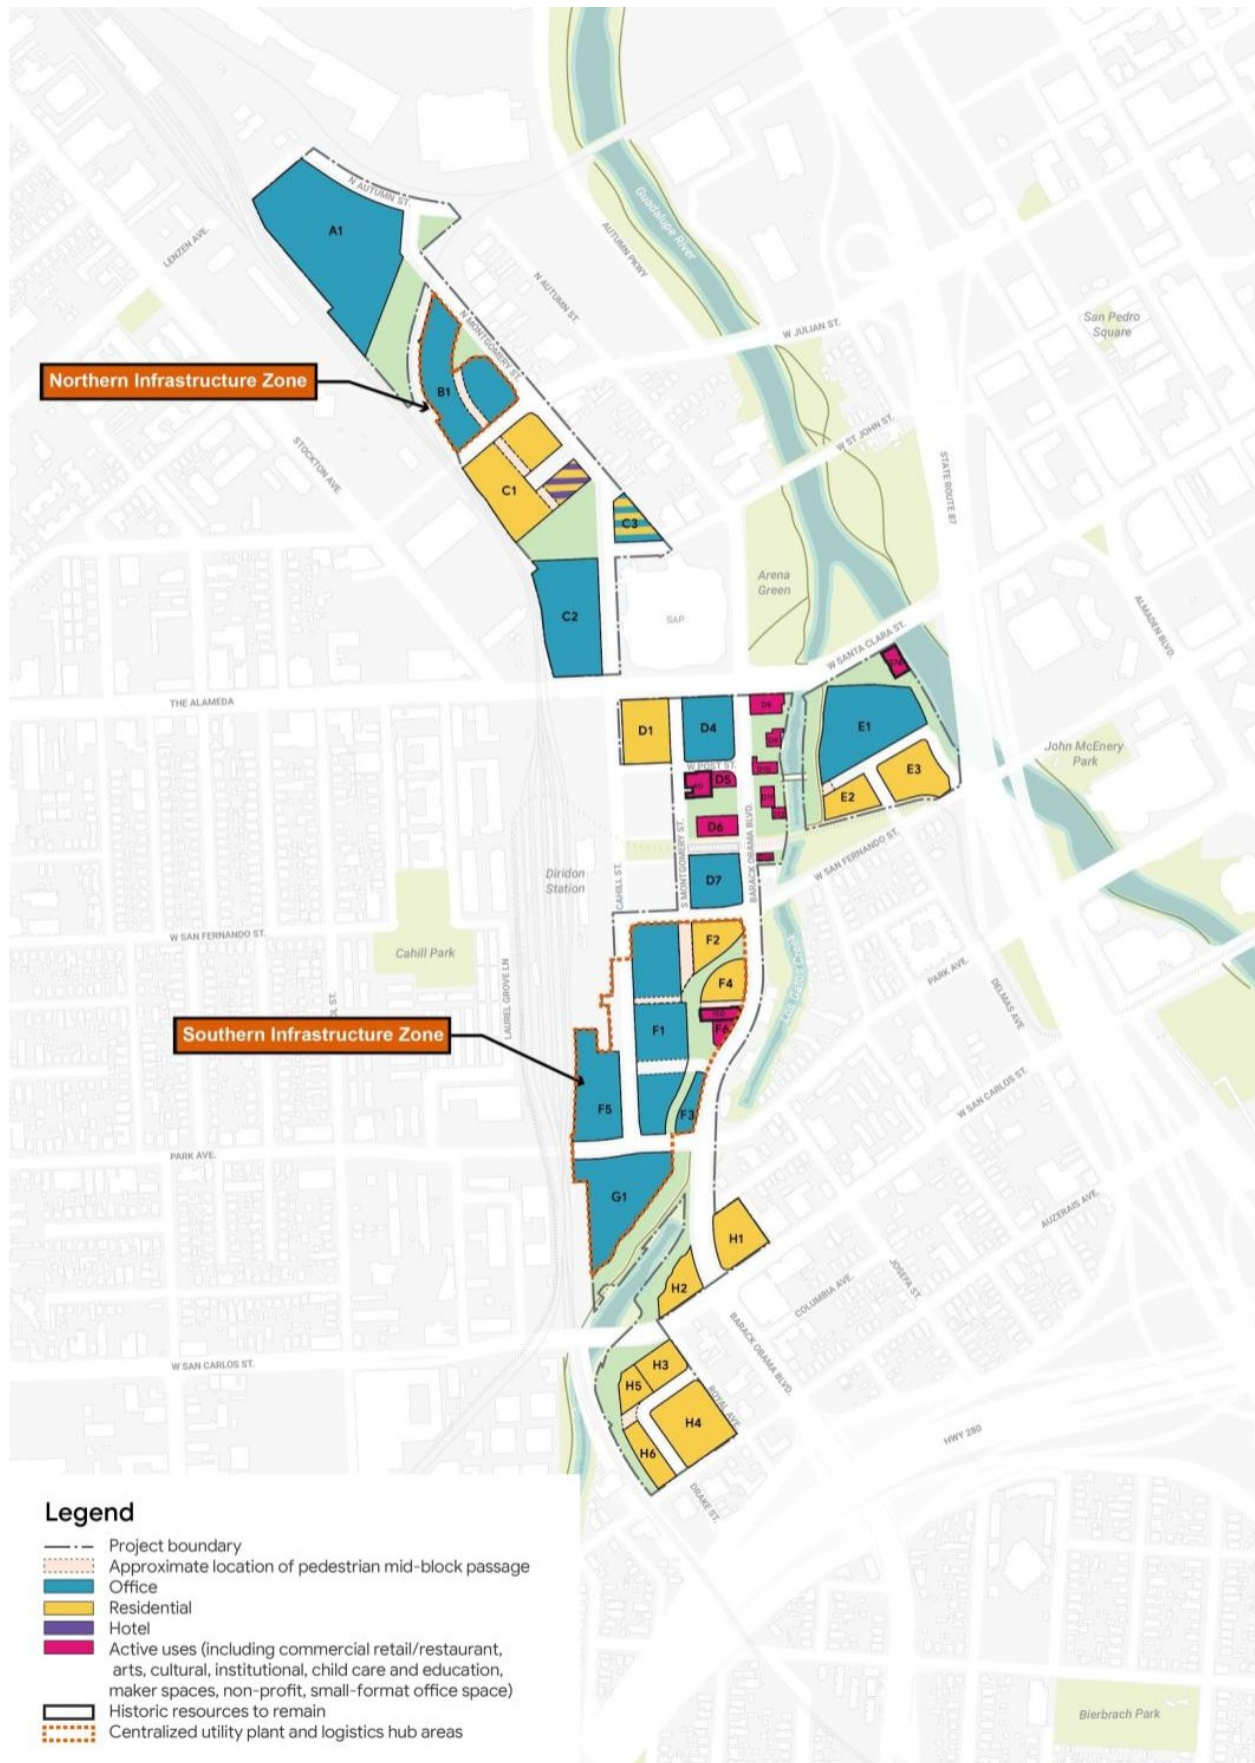 N AUTUMN ST.
A1
LENZEN AVE.
Guadalupe River
AUTUMN PKWY
N AUTUMN ST.
N MONTGOMERY ST.
W JULIAN ST.
San Pedro
Square
Northern Infrastructure Zone
B1
W ST JOHN ST.
STOCKTON AVE
STATE ROUTE 87
C1
C3
Arena
Green
C2
SAP
ALMADEN BLVD.
W SANTA CLARA ST.
THE ALAMEDA
D1
D4
E1
John McEnery
Park
W POST ST.
D5
E3
E2
D6
S MONTGOMERY ST.
BARACK OBAMA BLVD.
W SAN FERNANDO ST.
Diridon
Station
CAHILL ST.
D7
W SAN FERNANDO ST.
Cahill Park
F2
F4
LAUREL GROVE LN
Los Gatos Creek
PARK AVE.
DELMAS AVE
Southern Infrastructure Zone
F1
F6
F5
F3
W SAN CARLOS ST.
PARK AVE.
G1
AUZERAIS AVE.
H1
H2
JOSEFA ST.
COLUMBIA AVE.
BARACK OBAMA BLVD.
W SAN CARLOS ST.
H3
H5
ROYAL AVE.
H4
H6
HWY 280
DRAKE ST.
Legend
Project boundary
Approximate location of pedestrian mid-block passage
Office
Residential
Hotel
Active uses (including commercial retail/restaurant,
arts, cultural, institutional, child care and education,
maker spaces, non-profit, small-format office space)
Historic resources to remain
Centralized utility plant and logistics hub areas
Bierbrach Park